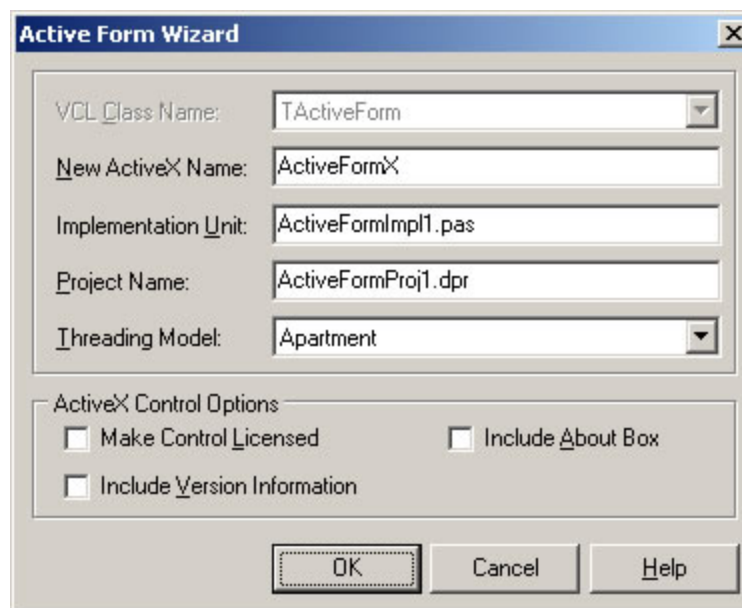 Active Form Wizard
VCL Class Name: TActiveForm
New ActiveX Name: ActiveFormX
Implementation Unit: ActiveFormImpl1.pas
Project Name: ActiveFormProj1.dpr
Threading Model: Apartment
ActiveX Control Options
Make Control Licensed Include About Box
Include Version Information
OK Cancel Help